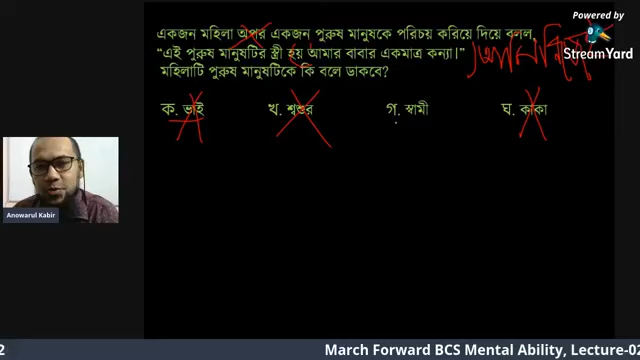 Powered by
StreamYard
একজন মহিলা অপর একজন পুরুষ মানুষকে পরিচয় করিয়ে দিয়ে বলল,
"এই পুরুষ মানুষটির স্ত্রী হয় আমার বাবার একমাত্র কন্যা।"
মহিলাটি পুরুষ মানুষটিকে কি বলে ডাকবে?
ক. ভাই খ. শ্বশুর গ. স্বামী ঘ. কাকা
Anowarul Kabir
2 March Forward BCS Mental Ability, Lecture-02